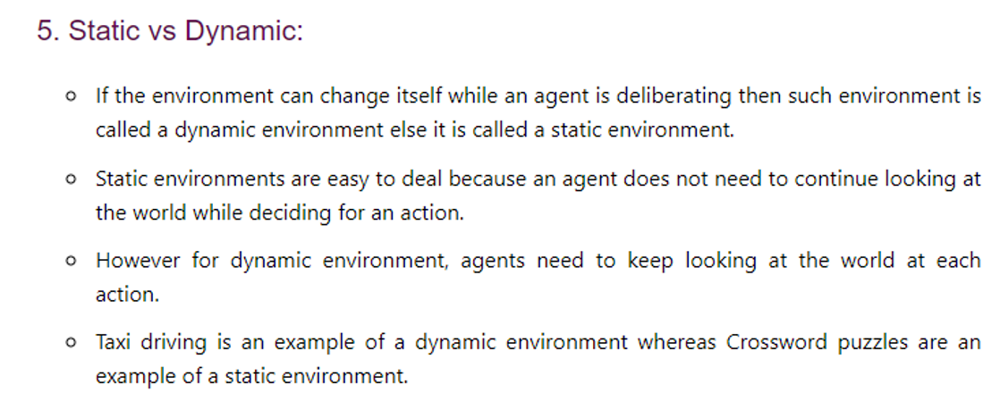 5. Static vs Dynamic:
If the environment can change itself while an agent is deliberating then such environment is
called a dynamic environment else it is called a static environment.
Static environments are easy to deal because an agent does not need to continue looking at
the world while deciding for an action.
However for dynamic environment, agents need to keep looking at the world at each
action.
Taxi driving is an example of a dynamic environment whereas Crossword puzzles are an
example of a static environment.